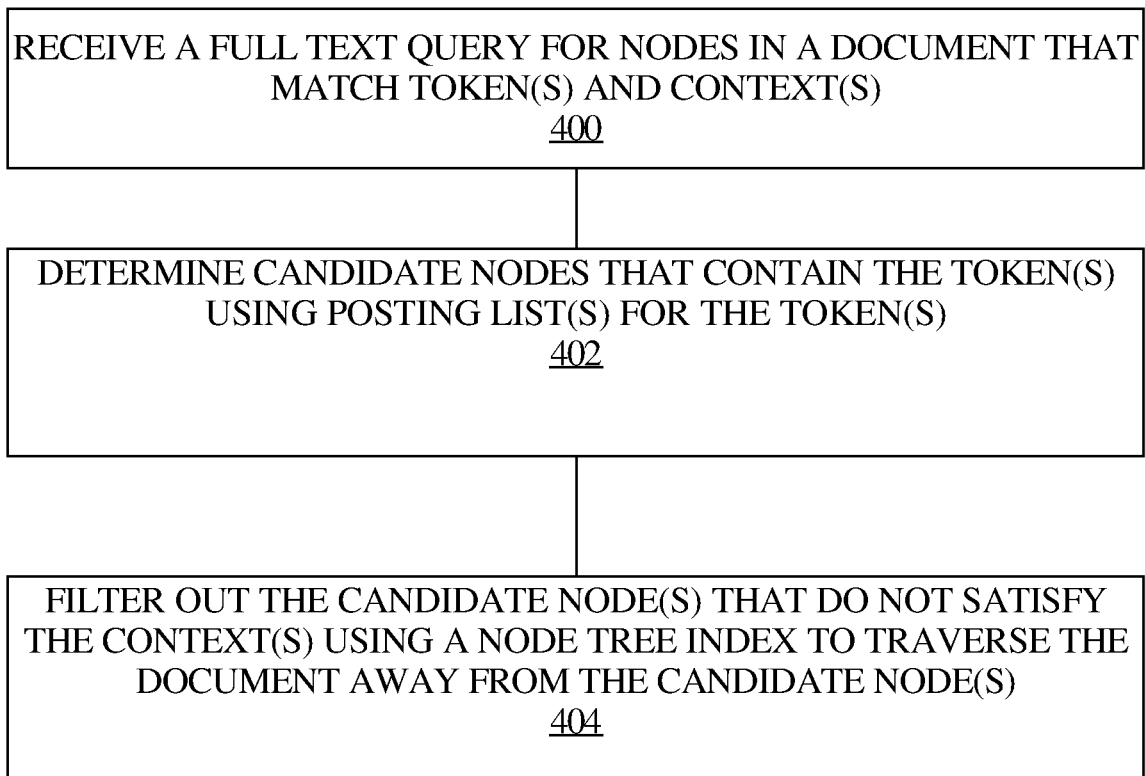 RECEIVE A FULL TEXT QUERY FOR NODES IN A DOCUMENT THAT
MATCH TOKEN(S) AND CONTEXT(S)
400
DETERMINE CANDIDATE NODES THAT CONTAIN THE TOKEN(S)
USING POSTING LIST(S) FOR THE TOKEN(S)
402
FILTER OUT THE CANDIDATE NODE(S) THAT DO NOT SATISFY
THE CONTEXT(S) USING A NODE TREE INDEX TO TRAVERSE THE
DOCUMENT AWAY FROM THE CANDIDATE NODE(S)
404